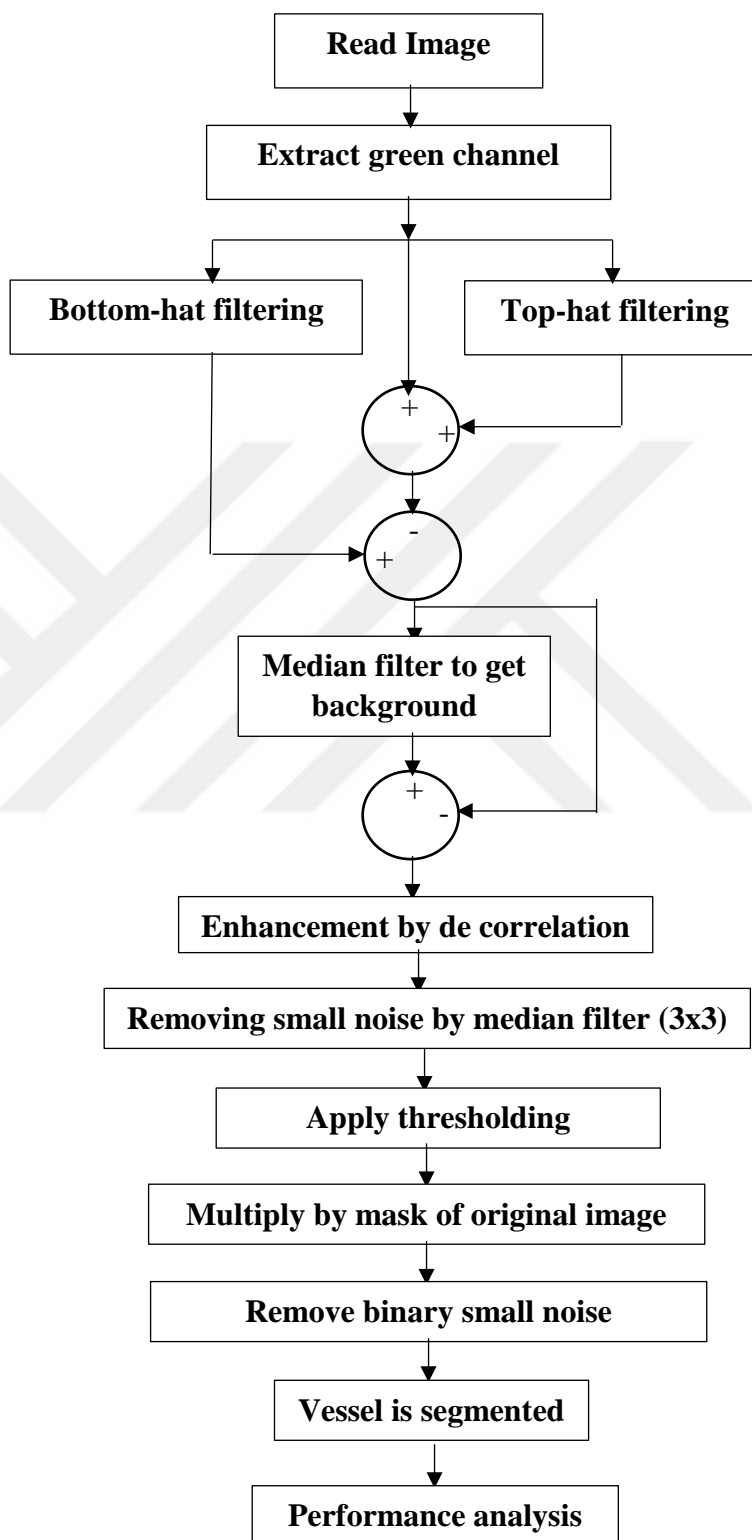 Read Image
Extract green channel
Bottom-hat filtering
Top-hat filtering
+
+
-
+
Median filter to get
background
+
-
Enhancement by de correlation
Removing small noise by median filter (3x3)
Apply thresholding
Multiply by mask of original image
Remove binary small noise
Vessel is segmented
Performance analysis